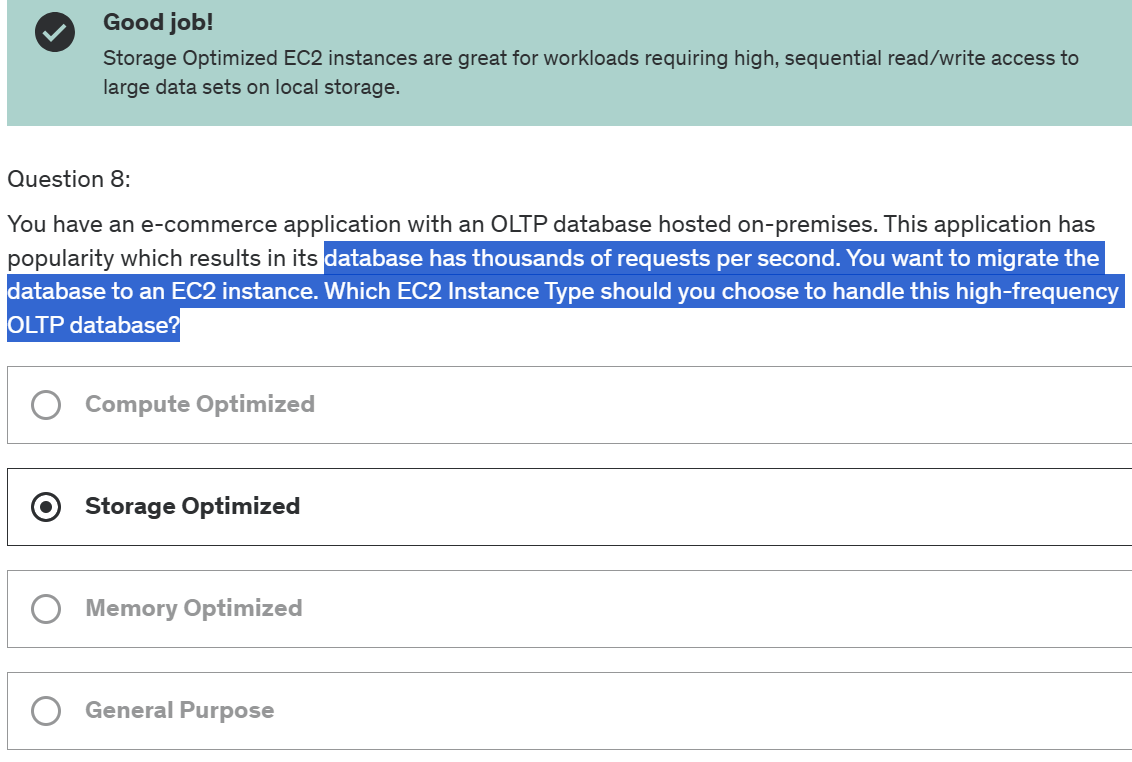 Good job!
Storage Optimized EC2 instances are great for workloads requiring high, sequential read/write access to
large data sets on local storage.
Question 8:
You have an e-commerce application with an OLTP database hosted on-premises. This application has
popularity which results in its database has thousands of requests per second. You want to migrate the
database to an EC2 instance. Which EC2 Instance Type should you choose to handle this high-frequency
OLTP database?
Compute Optimized
Storage Optimized
Memory Optimized
General Purpose